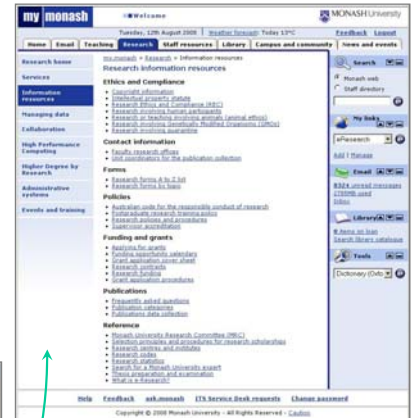 my monash
Welcome
MONASH University
Tuesday, 12th August 2008 | Weather forecast: Today 13°C
Feedback Logout
Home Email Teaching Research Staff resources Library Campus and community News and events
my.monash > Research > Information resources
Research information resources
Research home
Services
Information resources
Managing data
Collaboration
High Performance Computing
Higher Degree by Research
Administrative systems
Events and training
Ethics and Compliance
Copyright information
Intellectual property statute
Research Ethics and Compliance (REC)
Research involving human participants
Research or teaching involving animals (animal ethics)
Research involving Genetically Modified Organisms (GMOs)
Research involving quarantine
Contact information
Faculty research offices
Unit coordinators for the publication collection
Forms
Research forms A to Z list
Research forms by topic
Policies
Australian code for the responsible conduct of research
Postgraduate research training policy
Research policies and procedures
Supervisor accreditation
Funding and grants
Applying for grants
Funding opportunity calendars
Grant application cover sheet
Research contracts
Research funding
Grant application procedures
Publications
Frequently asked questions
Publication categories
Publications data collection
Reference
Monash University Research Committee (MRC)
Selection principles and procedures for research scholarships
Research centres and institutes
Research codes
Research statistics
Search for a Monash University expert
Thesis preparation and examination
What is e-Research?
Search
Monash web
Staff directory
My links
eResearch
Add | Manage
Email
8324 unread messages
2755MB used
Inbox
Library
0 items on loan
Search library catalogue
Tools
Dictionary (Oxfo
Help Feedback ask.monash ITS Service Desk requests Change password
Copyright © 2008 Monash University - All Rights Reserved - Caution